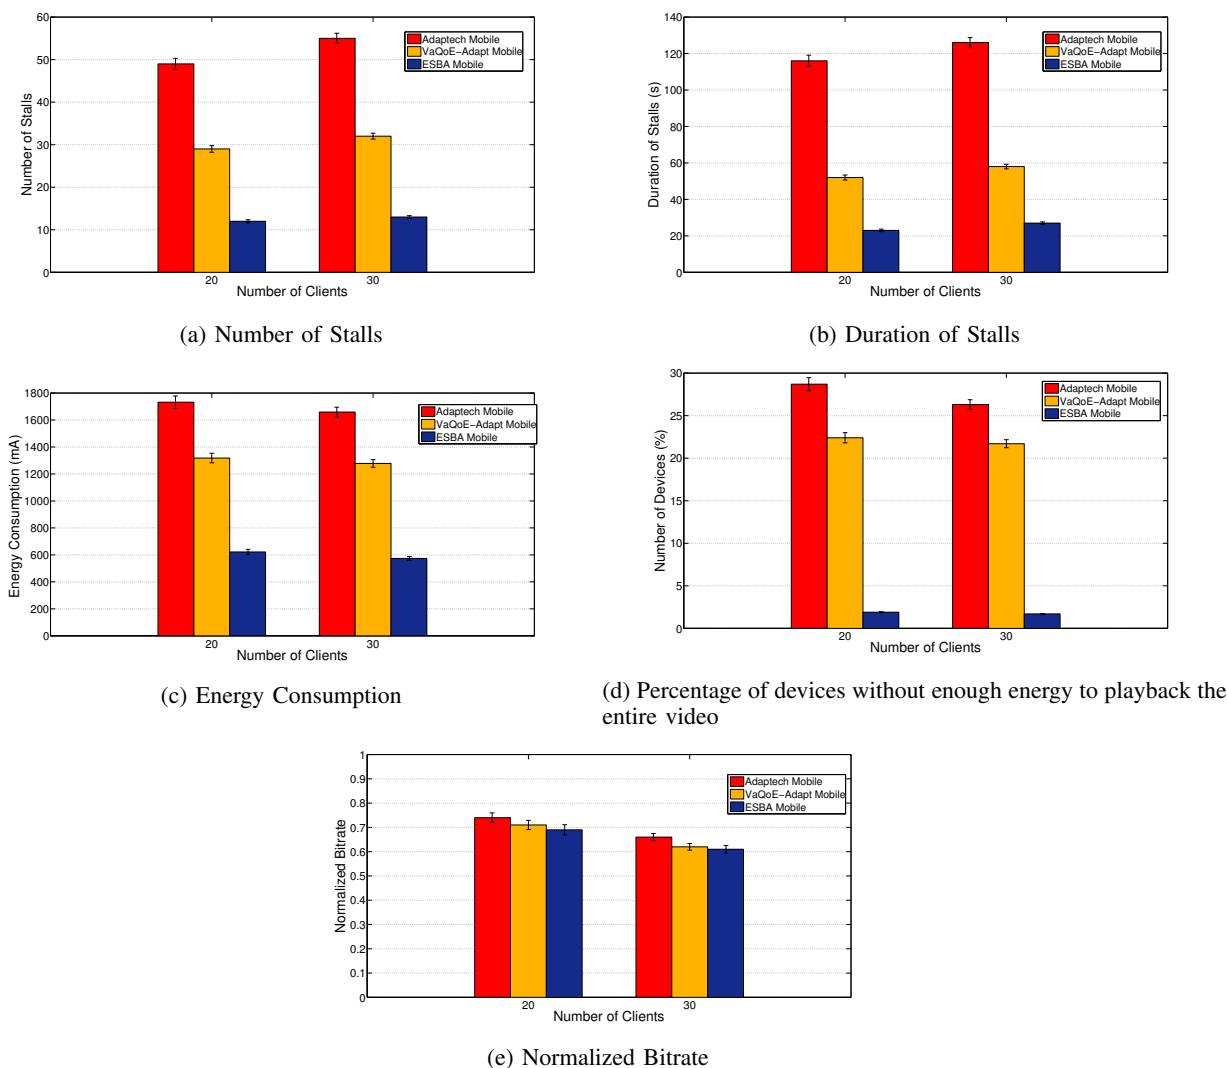 60
50
40
30
20
10
0
Number of Stalls
Adaptech Mobile
VaQoE−Adapt Mobile
ESBA Mobile
20
30
Number of Clients
(a) Number of Stalls
140
120
100
80
60
40
20
0
Duration of Stalls (s)
Adaptech Mobile
VaQoE−Adapt Mobile
ESBA Mobile
20
30
Number of Clients
(b) Duration of Stalls
1800
1600
1400
1200
1000
800
600
400
200
0
Energy Consumption (mA)
Adaptech Mobile
VaQoE−Adapt Mobile
ESBA Mobile
20
30
Number of Clients
(c) Energy Consumption
30
25
20
15
10
5
0
Number of Devices (%)
Adaptech Mobile
VaQoE−Adapt Mobile
ESBA Mobile
20
30
Number of Clients
(d) Percentage of devices without enough energy to playback the
entire video
1
0.9
0.8
0.7
0.6
0.5
0.4
0.3
0.2
0.1
0
Normalized Bitrate
Adaptech Mobile
VaQoE−Adapt Mobile
ESBA Mobile
20
30
Number of Clients
(e) Normalized Bitrate